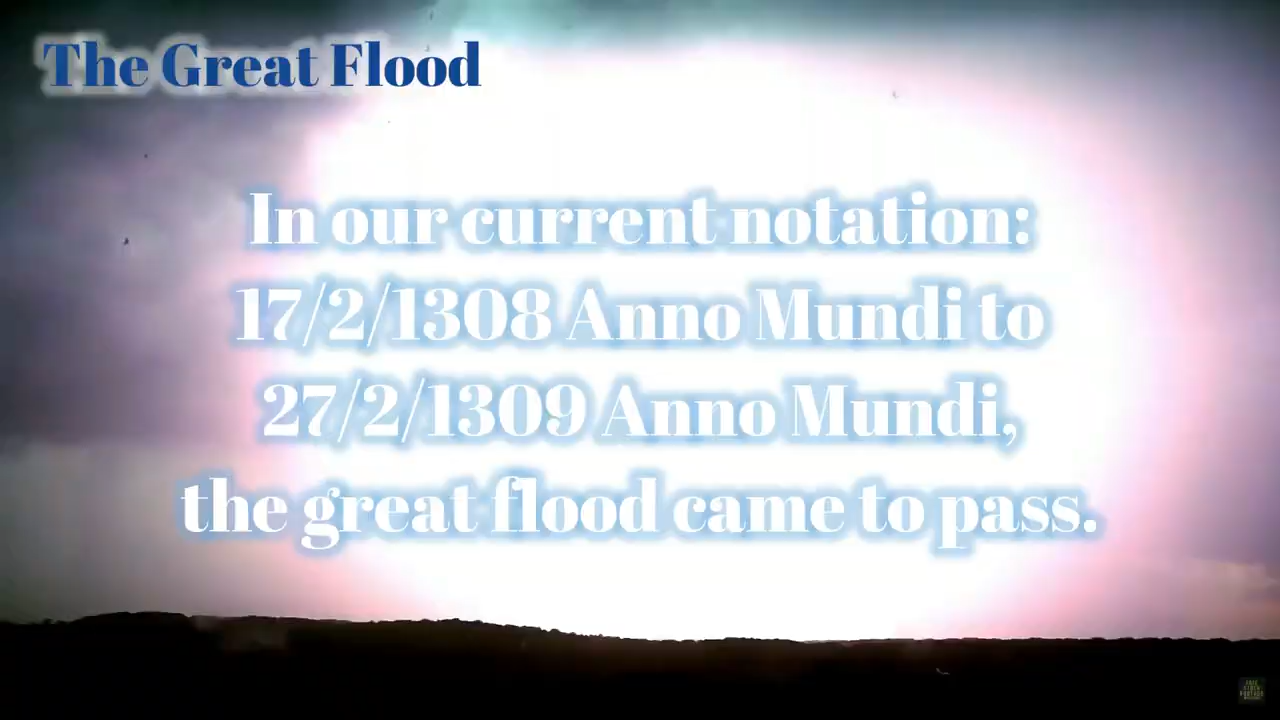 The Great Flood
In our current notation:
17/2/1308 Anno Mundi to
27/2/1309 Anno Mundi,
the great flood came to pass.